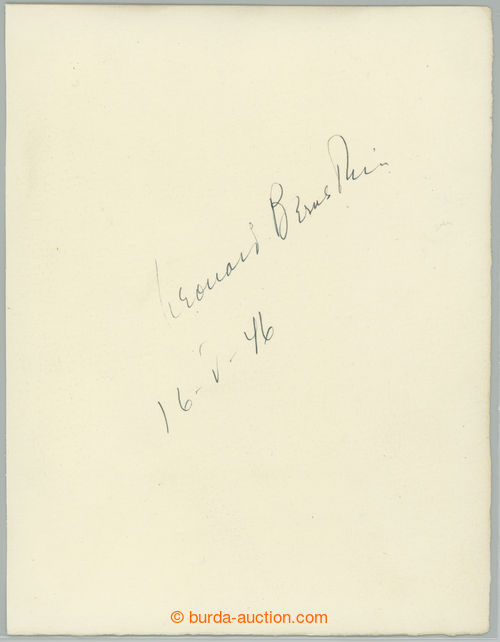 Leonard Bernstein
16-V-46
© burda-auction.com